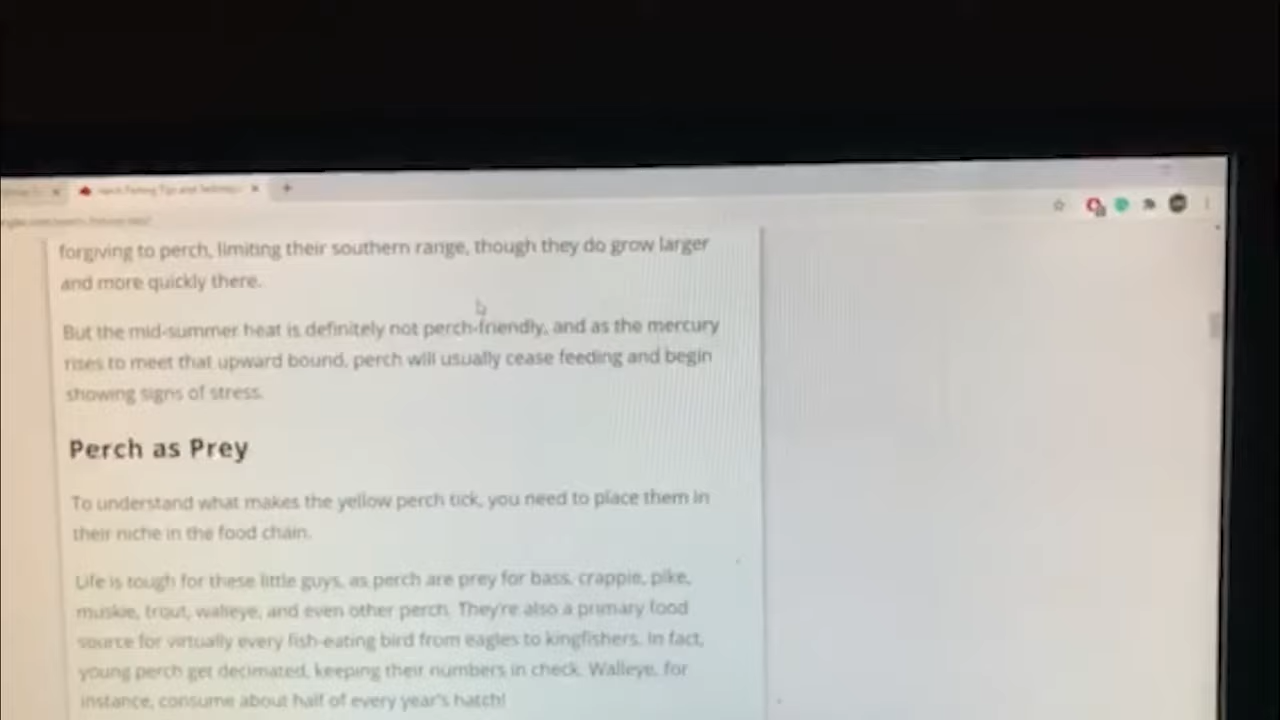 Perch Fishing Tips and Techniqu
forgiving to perch, limiting their southern range, though they do grow larger
and more quickly there.
But the mid-summer heat is definitely not perch-friendly, and as the mercury
rises to meet that upward bound, perch will usually cease feeding and begin
showing signs of stress.
Perch as Prey
To understand what makes the yellow perch tick, you need to place them in
their niche in the food chain.
Life is tough for these little guys, as perch are prey for bass, crappie, pike,
muskie, trout, walleye, and even other perch. They're also a primary food
source for virtually every fish-eating bird from eagles to kingfishers. In fact,
young perch get decimated, keeping their numbers in check. Walleye, for
instance, consume about half of every year's hatch!